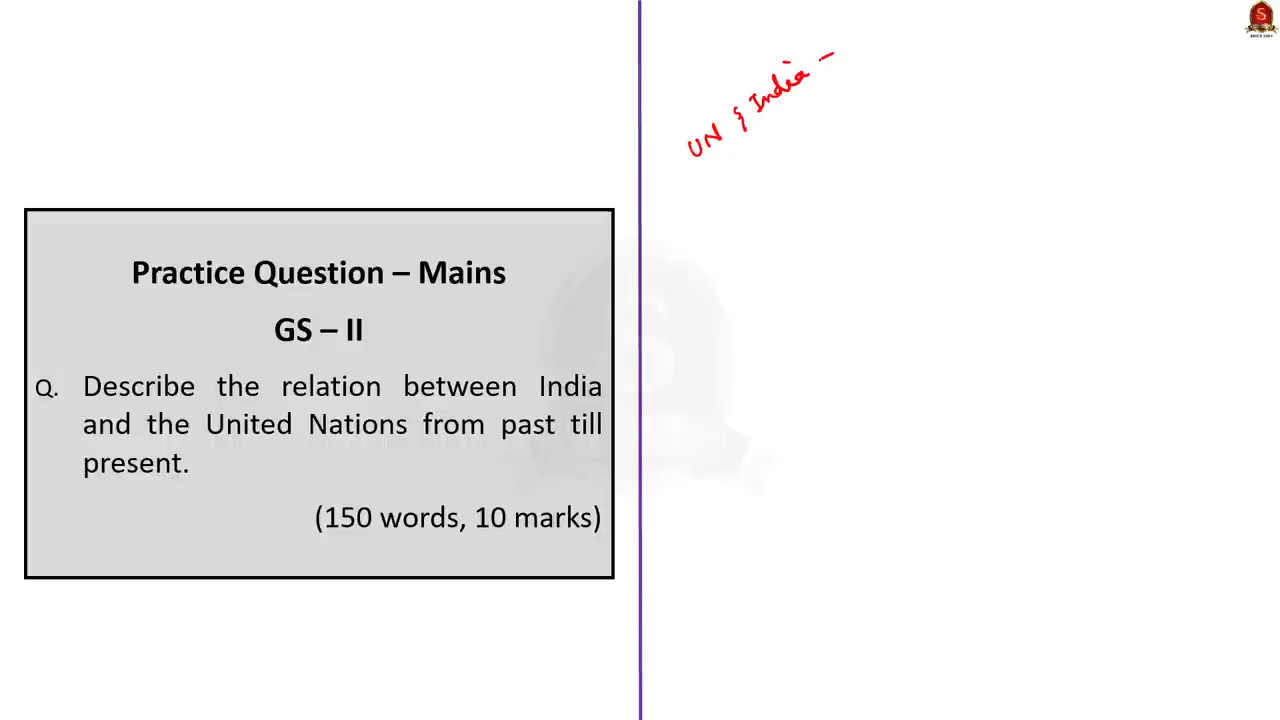 UN & India -
Practice Question – Mains
GS – II
Q. Describe the relation between India
and the United Nations from past till
present.
(150 words, 10 marks)